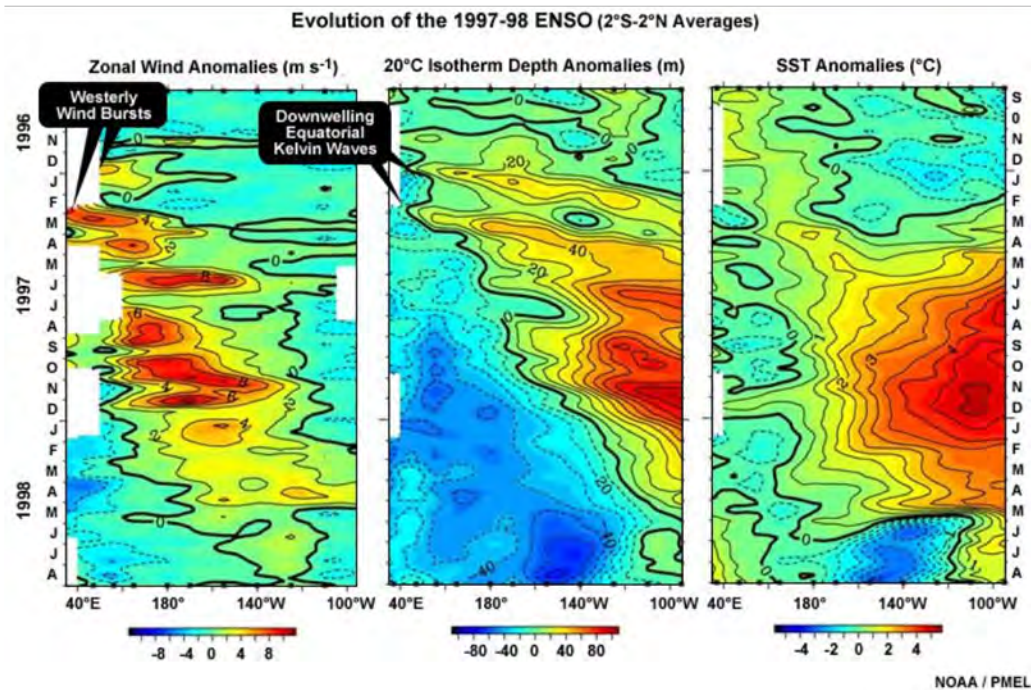 Evolution of the 1997-98 ENSO (2°S-2°N Averages)
Zonal Wind Anomalies (m s-1)
20°C Isotherm Depth Anomalies (m)
SST Anomalies (°C)
Westerly
Wind Bursts
Downwelling
Equatorial
Kelvin Waves
1996
1997
1998
N
D
J
F
M
A
M
J
J
A
S
O
N
D
J
F
M
A
M
J
J
A
S
O
N
D
J
F
M
A
M
J
J
A
S
O
N
D
J
F
M
A
M
J
J
A
40°E 180° 140°W 100°W
40°E 180° 140°W 100°W
40°E 180° 140°W 100°W
-8 -4 0 4 8
-80 -40 0 40 80
-4 -2 0 2 4
NOAA / PMEL